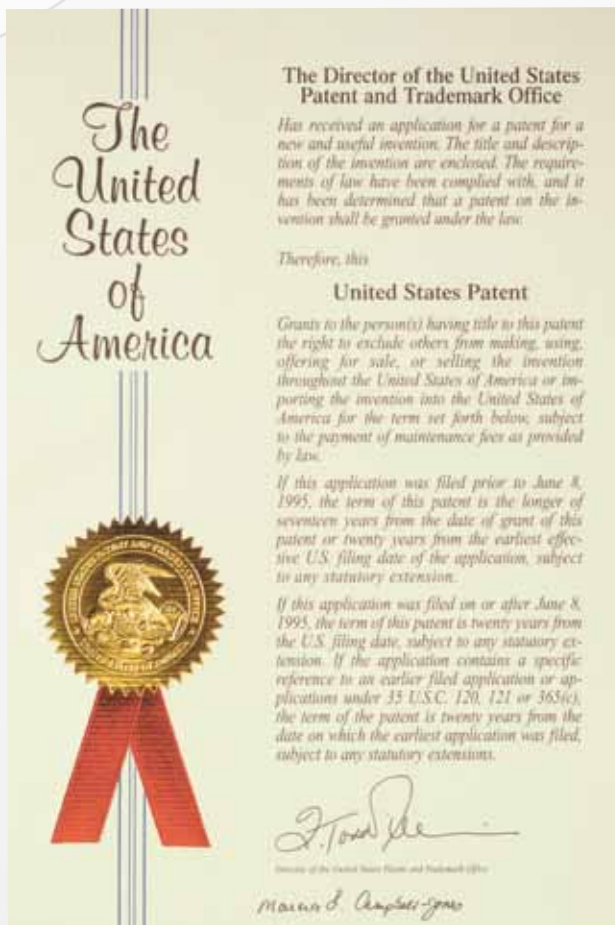 The
United
States
of
America
The Director of the United States
Patent and Trademark Office
Has received an application for a patent for a
new and useful invention. The title and descrip-
tion of the invention are enclosed. The require-
ments of law have been complied with, and it
has been determined that a patent on the in-
vention shall be granted under the law.
Therefore, this
United States Patent
Grants to the person(s) having title to this patent
the right to exclude others from making, using,
offering for sale, or selling the invention
throughout the United States of America or im-
porting the invention into the United States of
America for the term set forth below, subject
to the payment of maintenance fees as provided
by law.
If this application was filed prior to June 8,
1995, the term of this patent is the longer of
seventeen years from the date of grant of this
patent or twenty years from the earliest effec-
tive U.S. filing date of the application, subject
to any statutory extension.
If this application was filed on or after June 8,
1995, the term of this patent is twenty years from
the U.S. filing date, subject to any statutory ex-
tension. If the application contains a specific
reference to an earlier filed application or ap-
plications under 35 U.S.C. 120, 121 or 365(c),
the term of the patent is twenty years from the
date on which the earliest application was filed,
subject to any statutory extensions.
Director of the United States Patent and Trademark Office
Campbell-Jones